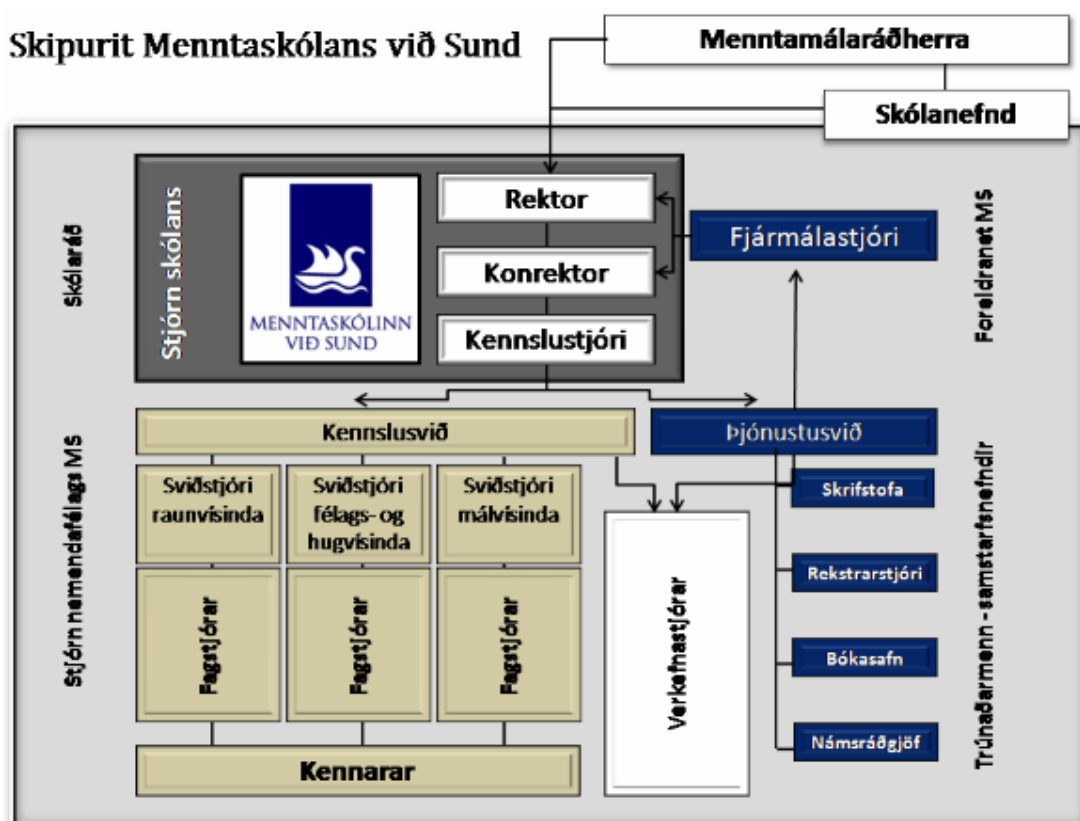 Skipurit Menntaskólans við Sund
Menntamálaráðherra
Skólanefnd
Skólaráð
Stjórn skólans
MENNTASKÓLINN
VIÐ SUND
Rektor
Konrektor
Kennslustjóri
Fjármálastjóri
Foreldranet MS
Stjórn nemendafélags MS
Kennslusvið
Þjónustusvið
Sviðstjóri
raunvísinda
Sviðstjóri
félags- og
hugvísinda
Sviðstjóri
málvísinda
Fagstjórar
Fagstjórar
Fagstjórar
Kennarar
Verkefnastjórar
Skrifstofa
Rekstrarstjóri
Bókasafn
Námsráðgjöf
Trúnaðarmenn - samstarfsnefndir